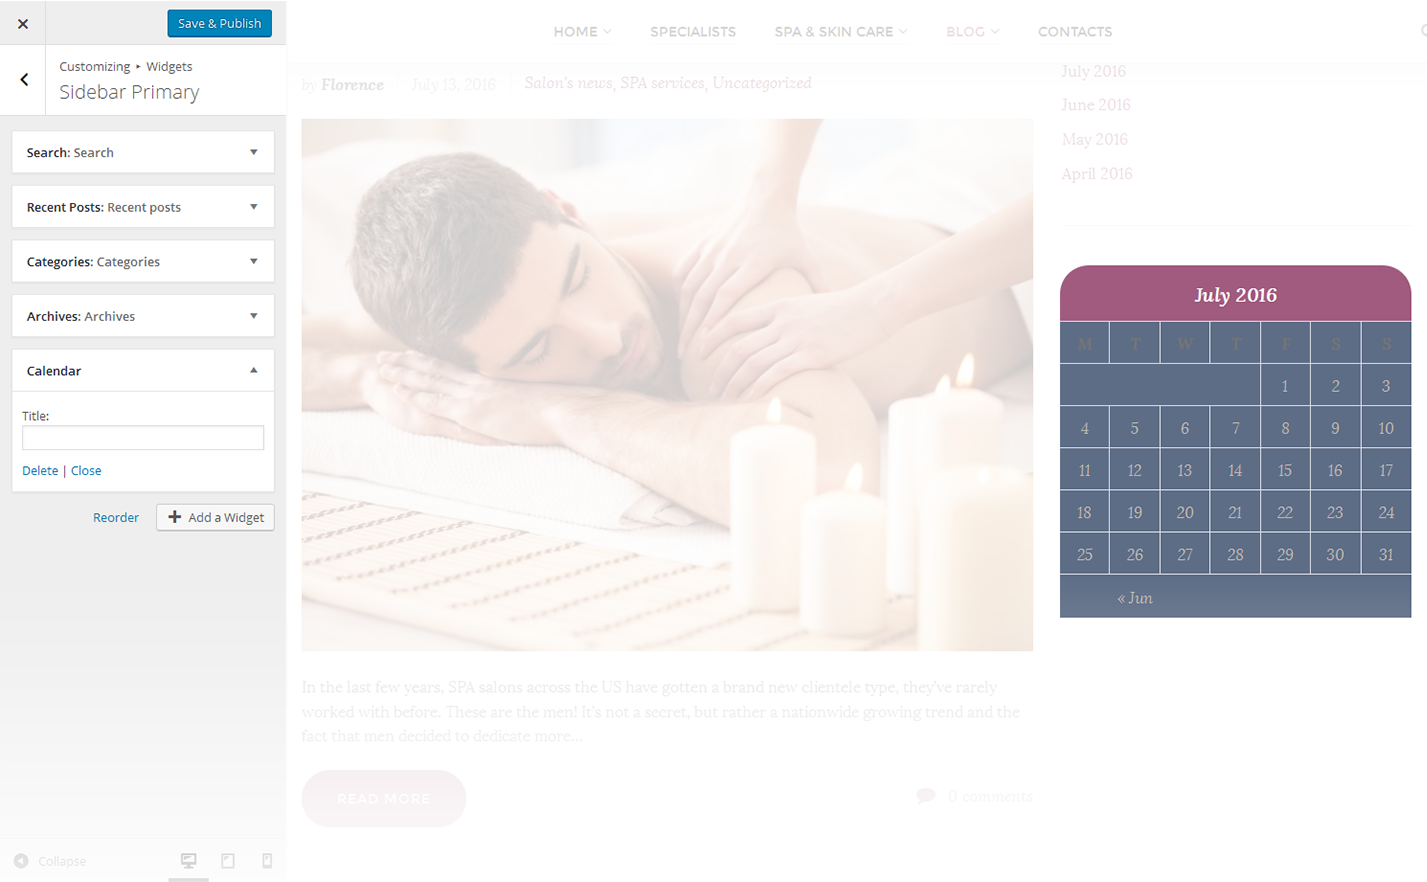 Save & Publish
Customizing ▸ Widgets
Sidebar Primary
Search: Search
Recent Posts: Recent posts
Categories: Categories
Archives: Archives
Calendar
Title:
Delete | Close
Reorder
Add a Widget
Collapse
HOME SPECIALISTS SPA & SKIN CARE BLOG CONTACTS
by Florence July 13, 2016 Salon's news, SPA services, Uncategorized
In the last few years, SPA salons across the US have gotten a brand new clientele type, they've rarely
worked with before. These are the men! It's not a secret, but rather a nationwide growing trend and the
fact that men decided to dedicate more...
READ MORE
0 comments
July 2016
June 2016
May 2016
April 2016
July 2016
M T W T F S S
1 2 3
4 5 6 7 8 9 10
11 12 13 14 15 16 17
18 19 20 21 22 23 24
25 26 27 28 29 30 31
« Jun